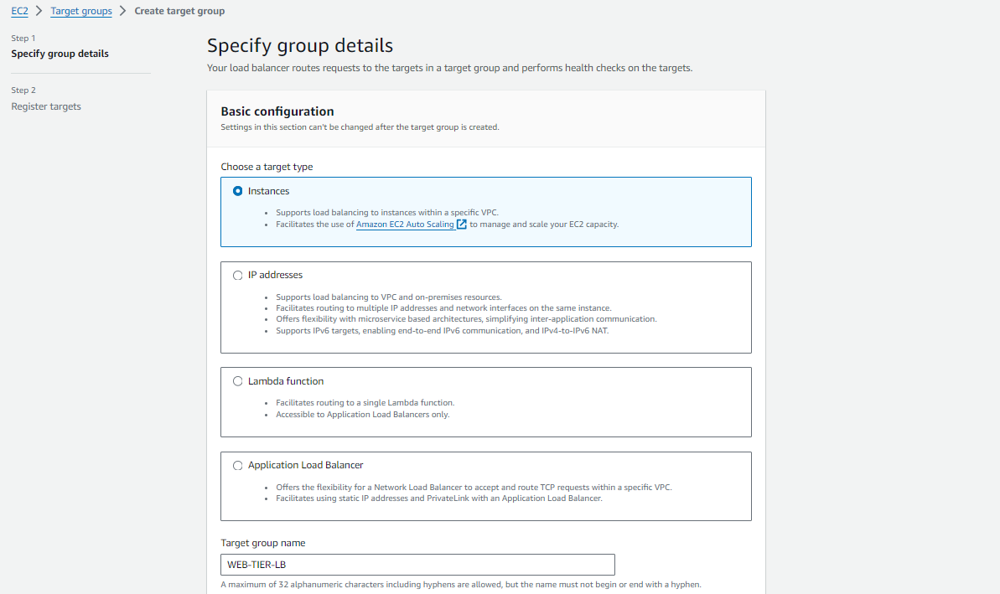 EC2 > Target groups > Create target group
Step 1
Specify group details
Step 2
Register targets
Specify group details
Your load balancer routes requests to the targets in a target group and performs health checks on the targets.
Basic configuration
Settings in this section can't be changed after the target group is created.
Choose a target type
Instances
• Supports load balancing to instances within a specific VPC.
• Facilitates the use of Amazon EC2 Auto Scaling to manage and scale your EC2 capacity.
IP addresses
• Supports load balancing to VPC and on-premises resources.
• Facilitates routing to multiple IP addresses and network interfaces on the same instance.
• Offers flexibility with microservice based architectures, simplifying inter-application communication.
• Supports IPv6 targets, enabling end-to-end IPv6 communication, and IPv4-to-IPv6 NAT.
Lambda function
• Facilitates routing to a single Lambda function.
• Accessible to Application Load Balancers only.
Application Load Balancer
• Offers the flexibility for a Network Load Balancer to accept and route TCP requests within a specific VPC.
• Facilitates using static IP addresses and PrivateLink with an Application Load Balancer.
Target group name
WEB-TIER-LB
A maximum of 32 alphanumeric characters including hyphens are allowed, but the name must not begin or end with a hyphen.